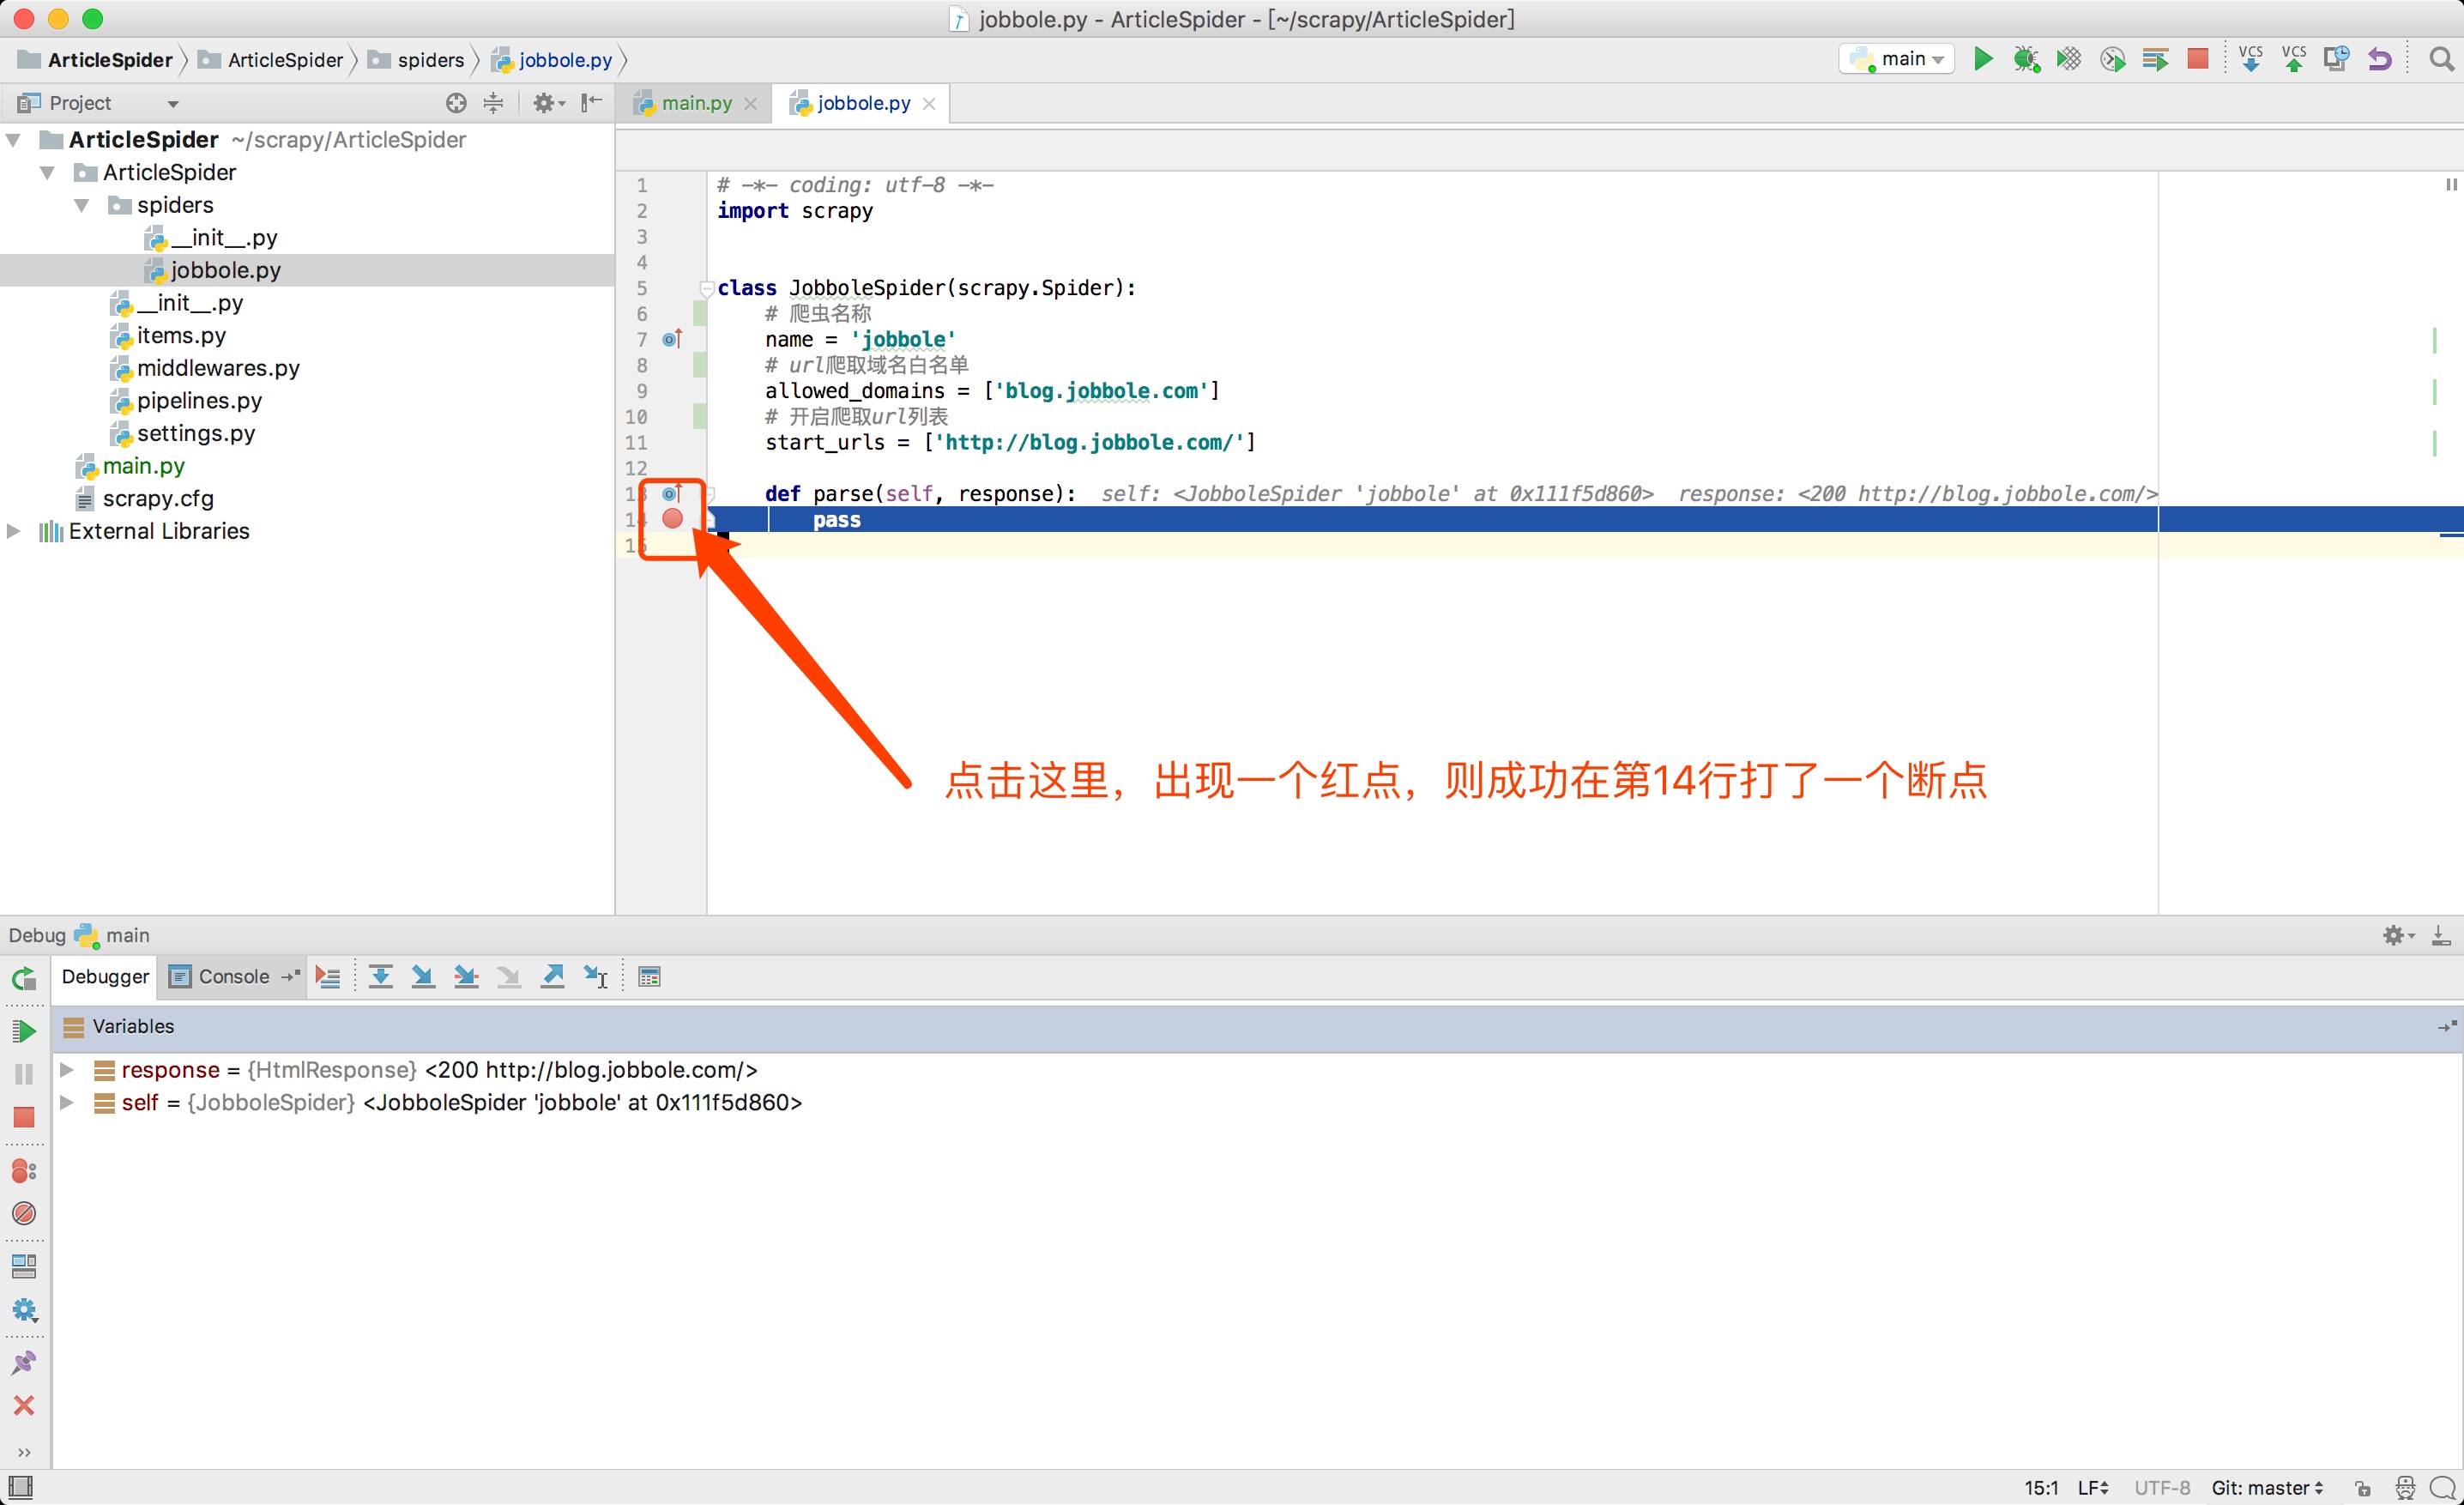 jobbole.py - ArticleSpider - [~/scrapy/ArticleSpider]
ArticleSpider ArticleSpider spiders jobbole.py
main
VCS VCS
Project
main.py jobbole.py
ArticleSpider ~/scrapy/ArticleSpider
ArticleSpider
spiders
__init__.py
jobbole.py
__init__.py
items.py
middlewares.py
pipelines.py
settings.py
main.py
scrapy.cfg
External Libraries
1 # -*- coding: utf-8 -*-
2 import scrapy
3
4
5 class JobboleSpider(scrapy.Spider):
6 # 爬虫名称
7 name = 'jobbole'
8 # url爬取域名白名单
9 allowed_domains = ['blog.jobbole.com']
10 # 开启爬取url列表
11 start_urls = ['http://blog.jobbole.com/']
12
13 def parse(self, response): self: <JobboleSpider 'jobbole' at 0x111f5d860> response: <200 http://blog.jobbole.com/>
14 pass
15
点击这里，出现一个红点，则成功在第14行打了一个断点
Debug main
Debugger Console
Variables
response = {HtmlResponse} <200 http://blog.jobbole.com/>
self = {JobboleSpider} <JobboleSpider 'jobbole' at 0x111f5d860>
15:1 LF UTF-8 Git: master